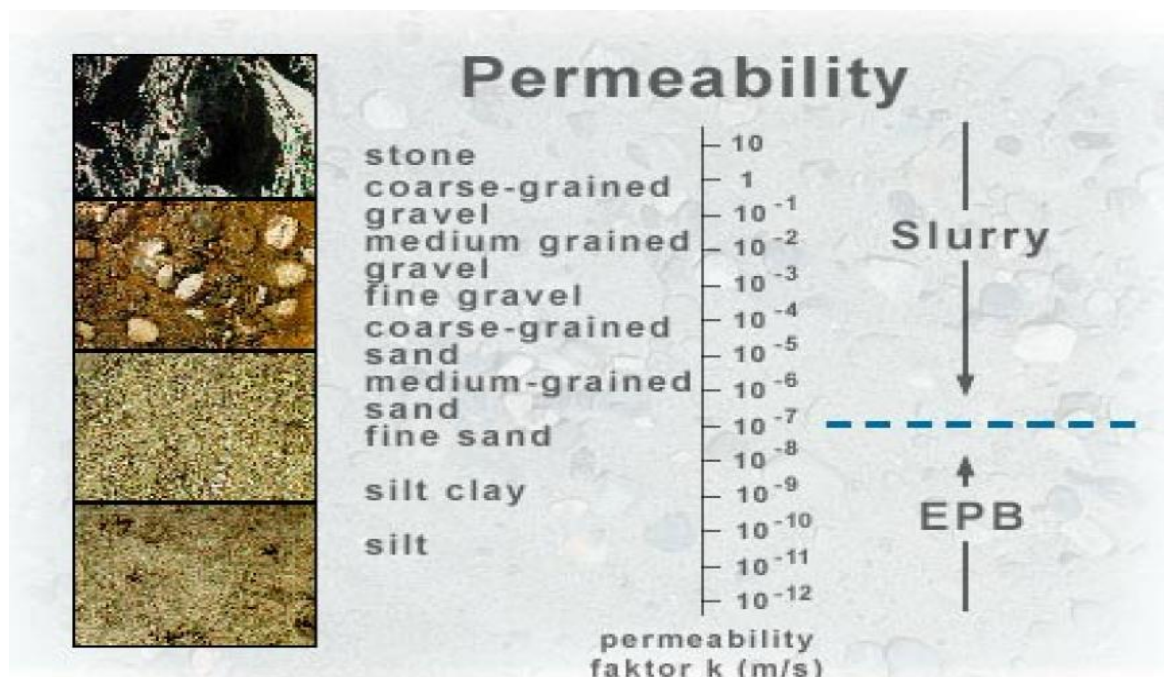 Permeability
stone
coarse-grained
gravel
medium grained
gravel
fine gravel
coarse-grained
sand
medium-grained
sand
fine sand
silt clay
silt
10
1
10⁻¹
10⁻²
10⁻³
10⁻⁴
10⁻⁵
10⁻⁶
10⁻⁷
10⁻⁸
10⁻⁹
10⁻¹⁰
10⁻¹¹
10⁻¹²
permeability
faktor k (m/s)
Slurry
EPB